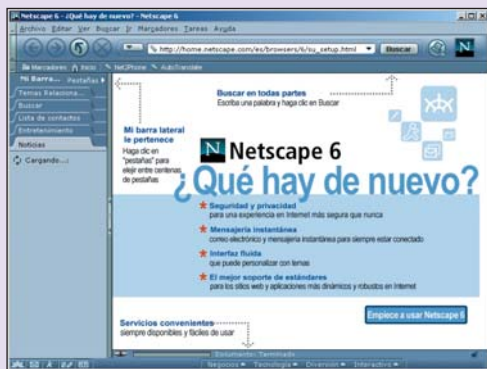 Netscape 6 - ¿Qué hay de nuevo? - Netscape 6
Archivo Editar Ver Buscar Ir Marcadores Tareas Ayuda
http://home.netscape.com/es/browsers/6/su_setup.html
Buscar
N
Marcadores Inicio Net2Phone AutoTranslate
Mi Barra... Pestañas
Temas Relaciona...
Buscar
Lista de contactos
Entretenimiento
Noticias
Cargando...
Buscar en todas partes
Escriba una palabra y haga clic en Buscar
Mi barra lateral
le pertenece
Haga clic en
"pestañas" para
elejir entre centenas
de pestañas
N Netscape 6
¿Qué hay de nuevo?
Seguridad y privacidad
para una experiencia en Internet más segura que nunca
Mensajería instantánea
correo electrónico y mensajería instantánea para siempre estar conectado
Interfaz fluida
que puede personalizar con temas
El mejor soporte de estándares
para los sitios web y aplicaciones más dinámicos y robustos en Internet
Empiece a usar Netscape 6
Servicios convenientes
siempre disponibles y fáciles de usar
Documento: Terminado
Negocios Tecnología Diversión Interactivo